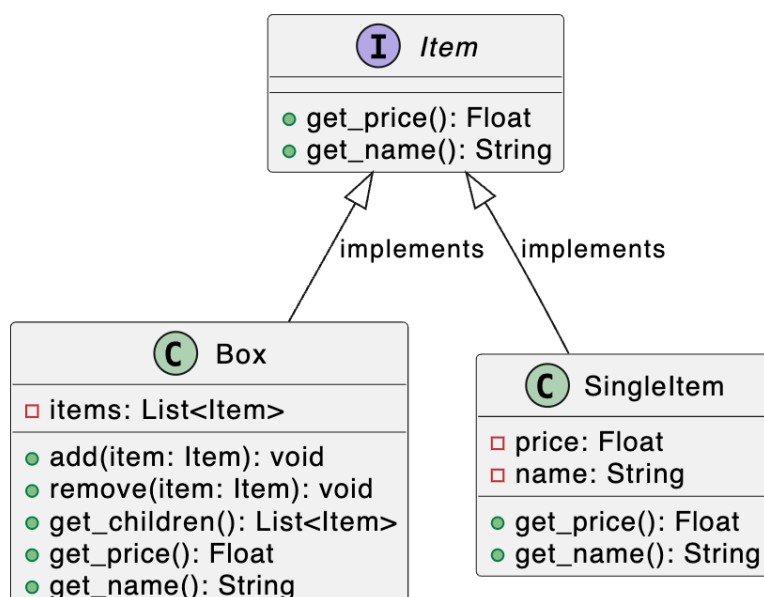 I Item
get_price(): Float
get_name(): String
implements
implements
C Box
items: List<Item>
add(item: Item): void
remove(item: Item): void
get_children(): List<Item>
get_price(): Float
get_name(): String
C SingleItem
price: Float
name: String
get_price(): Float
get_name(): String